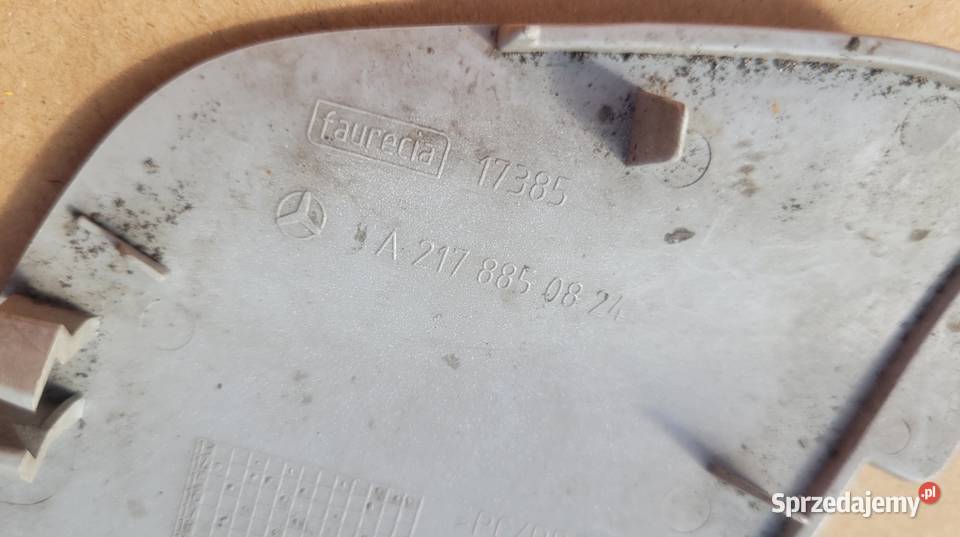 faurecia
17385
A 217 885 08 24
Sprzedajemy.pl